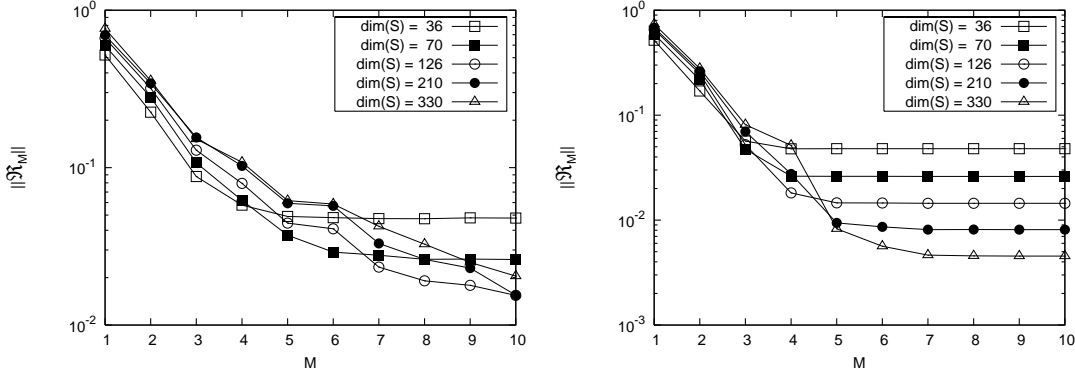 10^0
10^-1
10^-2
1 2 3 4 5 6 7 8 9 10
M
||ℜ_M||
dim(S) = 36
dim(S) = 70
dim(S) = 126
dim(S) = 210
dim(S) = 330
10^0
10^-1
10^-2
10^-3
1 2 3 4 5 6 7 8 9 10
M
||ℜ_M||
dim(S) = 36
dim(S) = 70
dim(S) = 126
dim(S) = 210
dim(S) = 330